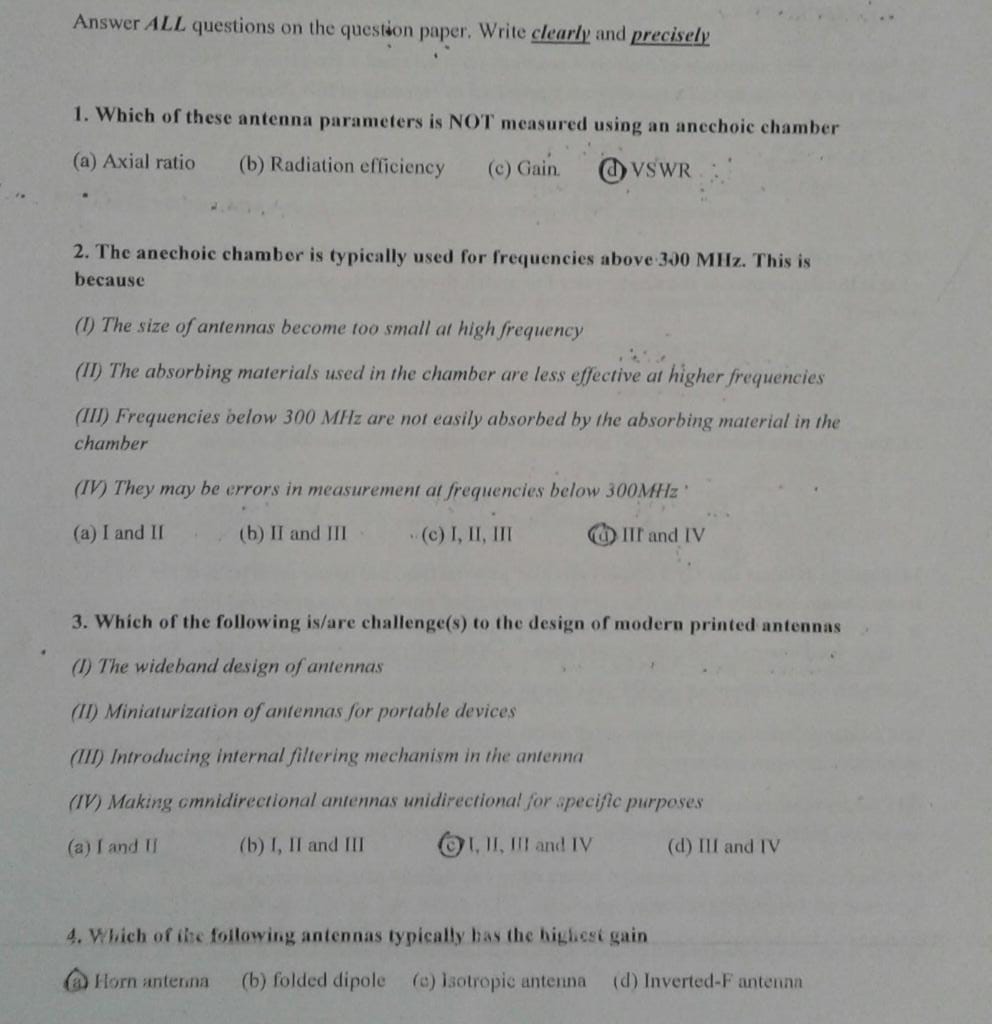 Answer ALL questions on the question paper. Write clearly and precisely
1. Which of these antenna parameters is NOT measured using an anechoic chamber
(a) Axial ratio (b) Radiation efficiency (c) Gain (d) VSWR
2. The anechoic chamber is typically used for frequencies above 300 MHz. This is
because
(I) The size of antennas become too small at high frequency
(II) The absorbing materials used in the chamber are less effective at higher frequencies
(III) Frequencies below 300 MHz are not easily absorbed by the absorbing material in the
chamber
(IV) They may be errors in measurement at frequencies below 300MHz
(a) I and II (b) II and III (c) I, II, III (d) III and IV
3. Which of the following is/are challenge(s) to the design of modern printed antennas
(I) The wideband design of antennas
(II) Miniaturization of antennas for portable devices
(III) Introducing internal filtering mechanism in the antenna
(IV) Making omnidirectional antennas unidirectional for specific purposes
(a) I and II (b) I, II and III (c) I, II, III and IV (d) III and IV
4. Which of the following antennas typically has the highest gain
(a) Horn antenna (b) folded dipole (c) Isotropic antenna (d) Inverted-F antenna